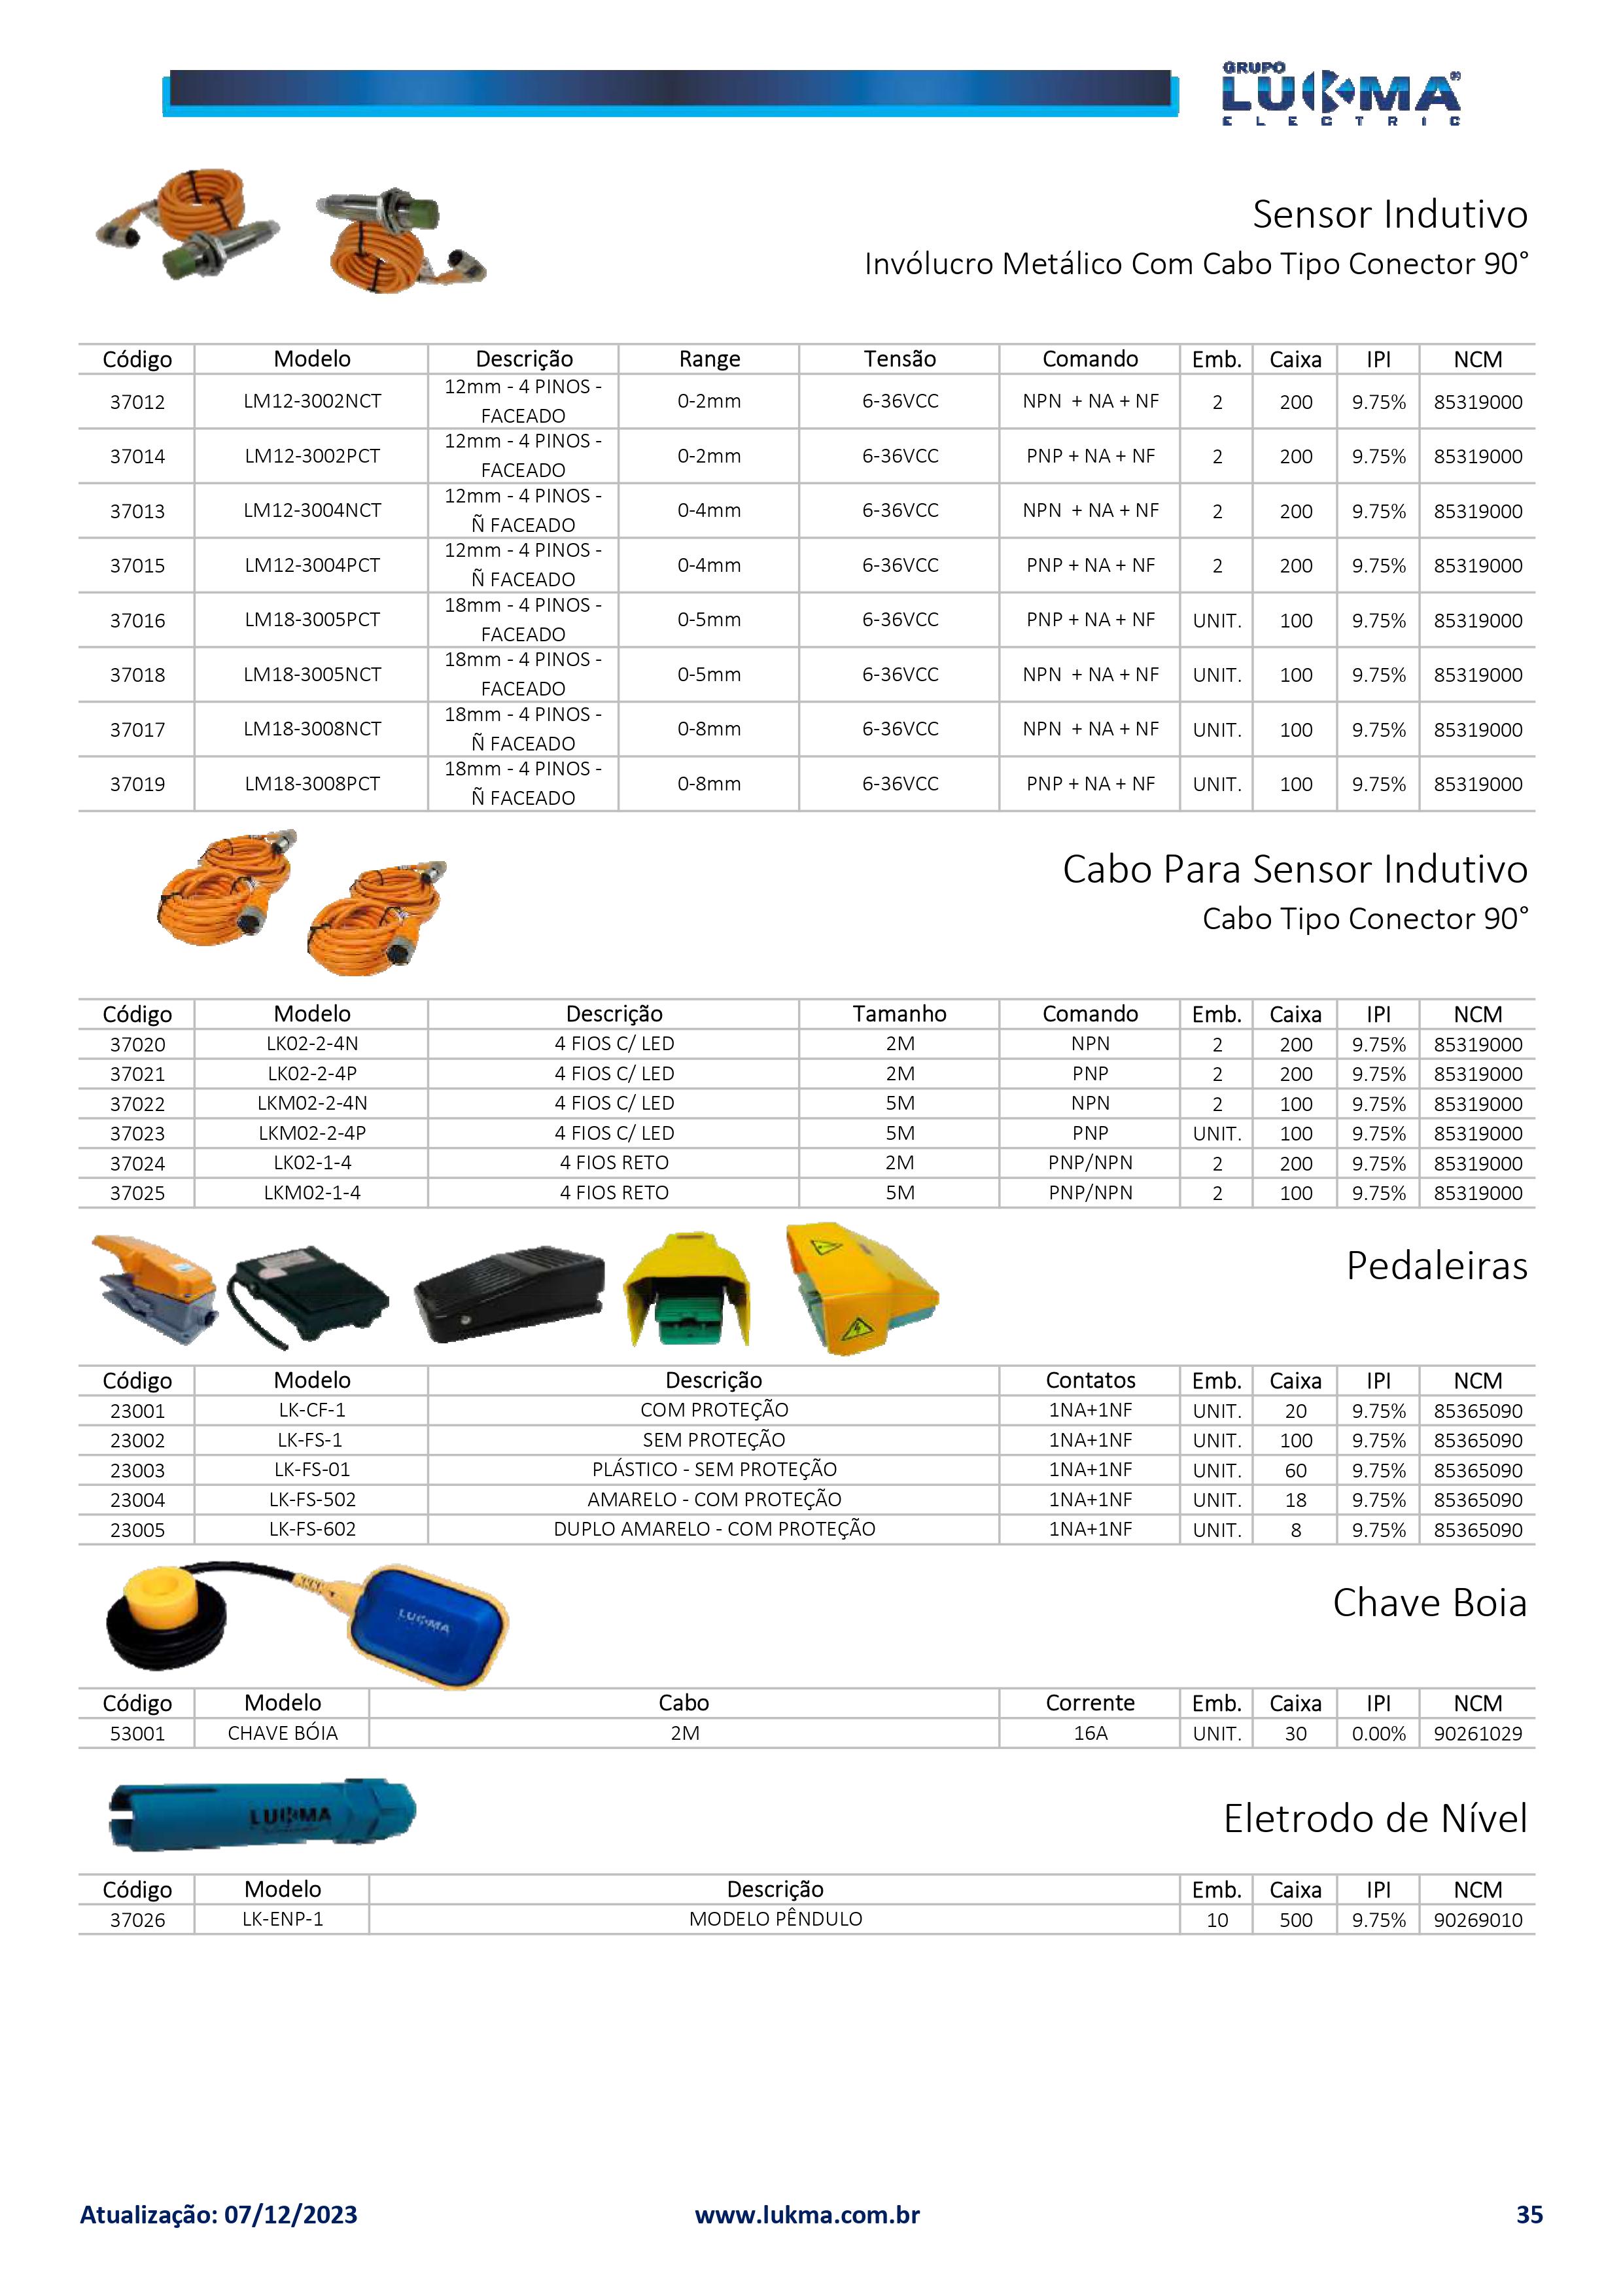 GRUPO
LUKMA®
ELECTRIC
Sensor Indutivo
Invólucro Metálico Com Cabo Tipo Conector 90°
Código Modelo Descrição Range Tensão Comando Emb. Caixa IPI NCM
37012 LM12-3002NCT 12mm - 4 PINOS - FACEADO 0-2mm 6-36VCC NPN + NA + NF 2 200 9.75% 85319000
37014 LM12-3002PCT 12mm - 4 PINOS - FACEADO 0-2mm 6-36VCC PNP + NA + NF 2 200 9.75% 85319000
37013 LM12-3004NCT 12mm - 4 PINOS - Ñ FACEADO 0-4mm 6-36VCC NPN + NA + NF 2 200 9.75% 85319000
37015 LM12-3004PCT 12mm - 4 PINOS - Ñ FACEADO 0-4mm 6-36VCC PNP + NA + NF 2 200 9.75% 85319000
37016 LM18-3005PCT 18mm - 4 PINOS - FACEADO 0-5mm 6-36VCC PNP + NA + NF UNIT. 100 9.75% 85319000
37018 LM18-3005NCT 18mm - 4 PINOS - FACEADO 0-5mm 6-36VCC NPN + NA + NF UNIT. 100 9.75% 85319000
37017 LM18-3008NCT 18mm - 4 PINOS - Ñ FACEADO 0-8mm 6-36VCC NPN + NA + NF UNIT. 100 9.75% 85319000
37019 LM18-3008PCT 18mm - 4 PINOS - Ñ FACEADO 0-8mm 6-36VCC PNP + NA + NF UNIT. 100 9.75% 85319000
Cabo Para Sensor Indutivo
Cabo Tipo Conector 90°
Código Modelo Descrição Tamanho Comando Emb. Caixa IPI NCM
37020 LK02-2-4N 4 FIOS C/ LED 2M NPN 2 200 9.75% 85319000
37021 LK02-2-4P 4 FIOS C/ LED 2M PNP 2 200 9.75% 85319000
37022 LKM02-2-4N 4 FIOS C/ LED 5M NPN 2 100 9.75% 85319000
37023 LKM02-2-4P 4 FIOS C/ LED 5M PNP UNIT. 100 9.75% 85319000
37024 LK02-1-4 4 FIOS RETO 2M PNP/NPN 2 200 9.75% 85319000
37025 LKM02-1-4 4 FIOS RETO 5M PNP/NPN 2 100 9.75% 85319000
Pedaleiras
Código Modelo Descrição Contatos Emb. Caixa IPI NCM
23001 LK-CF-1 COM PROTEÇÃO 1NA+1NF UNIT. 20 9.75% 85365090
23002 LK-FS-1 SEM PROTEÇÃO 1NA+1NF UNIT. 100 9.75% 85365090
23003 LK-FS-01 PLÁSTICO - SEM PROTEÇÃO 1NA+1NF UNIT. 60 9.75% 85365090
23004 LK-FS-502 AMARELO - COM PROTEÇÃO 1NA+1NF UNIT. 18 9.75% 85365090
23005 LK-FS-602 DUPLO AMARELO - COM PROTEÇÃO 1NA+1NF UNIT. 8 9.75% 85365090
LUKMA
Chave Boia
Código Modelo Cabo Corrente Emb. Caixa IPI NCM
53001 CHAVE BÓIA 2M 16A UNIT. 30 0.00% 90261029
LUKMA
Eletrodo de Nível
Código Modelo Descrição Emb. Caixa IPI NCM
37026 LK-ENP-1 MODELO PÊNDULO 10 500 9.75% 90269010
Atualização: 07/12/2023 www.lukma.com.br 35